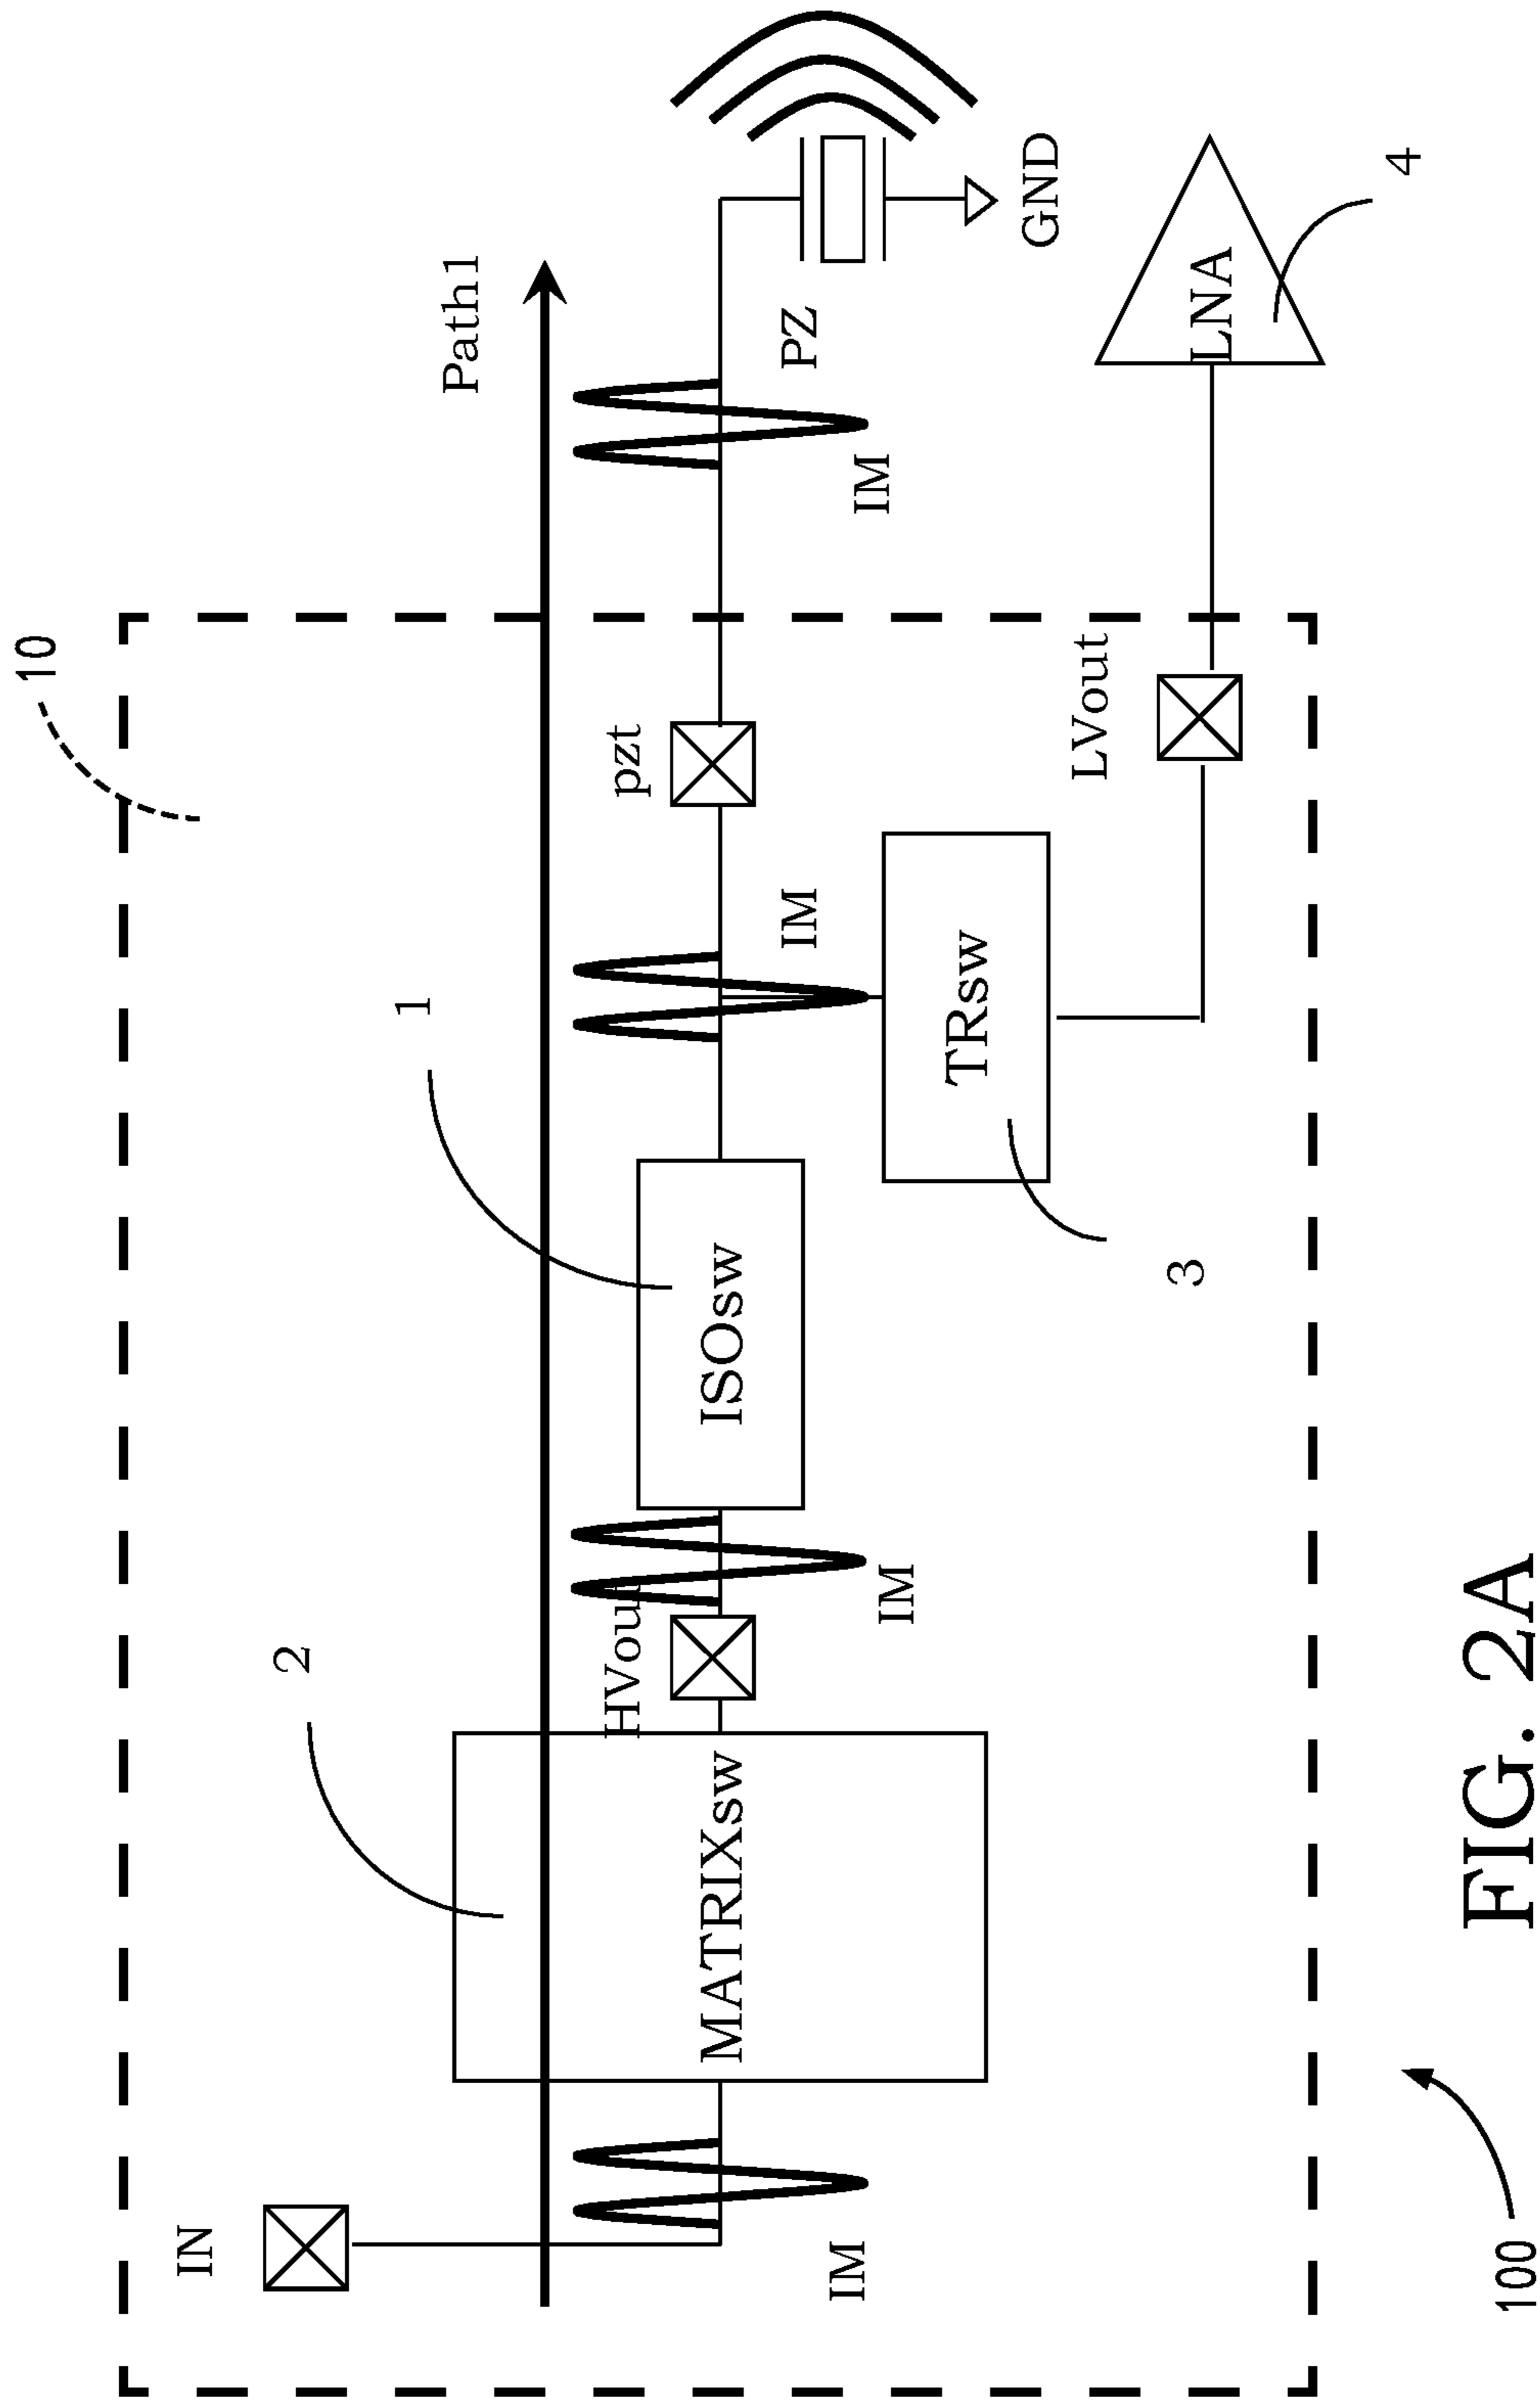 10
Path1
IN
2
1
HVout
pzt
MATRIXsw
ISOsw
IM
IM
IM
IM
PZ
TRsw
GND
3
LVout
LNA
4
100
FIG. 2A